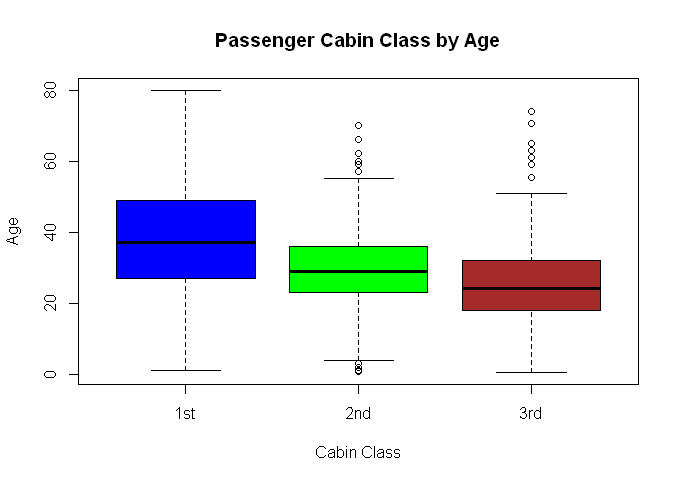 Passenger Cabin Class by Age
Age
80
60
40
20
0
1st
2nd
3rd
Cabin Class